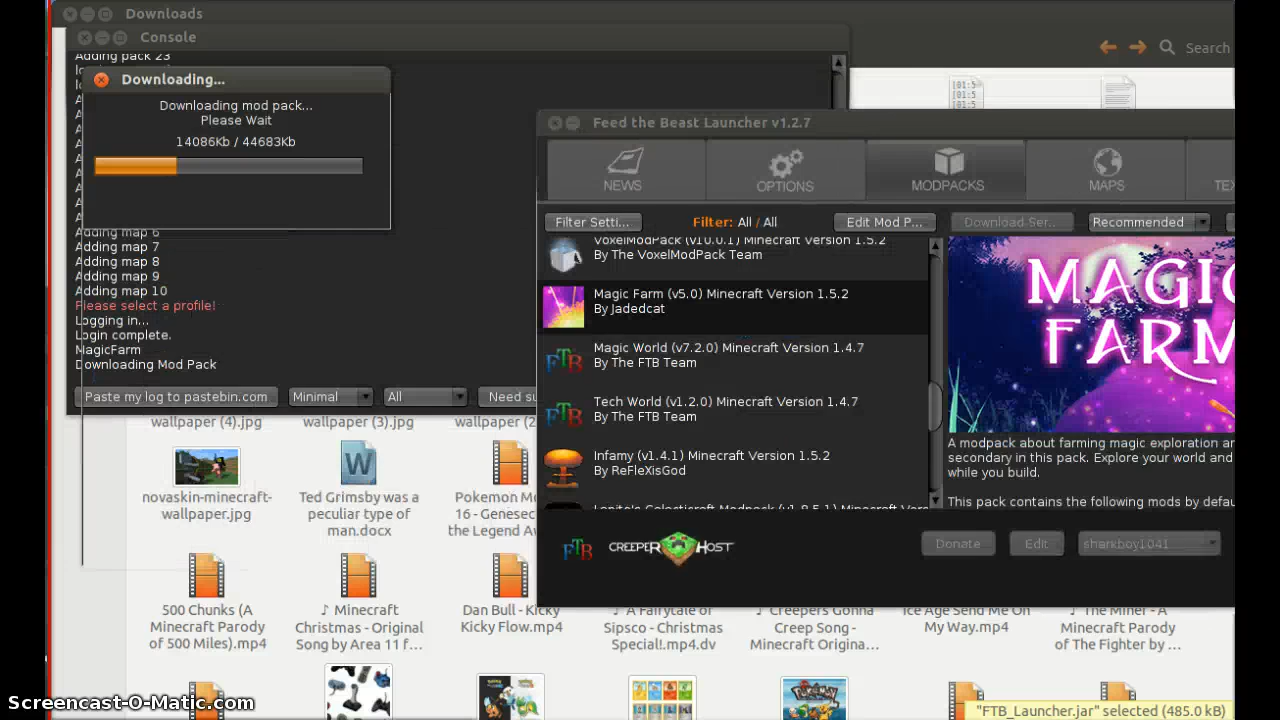 Downloads
Console
Search
Adding pack 23
Downloading...
Downloading mod pack...
Please Wait
14086Kb / 44683Kb
Adding map 6
Adding map 7
Adding map 8
Adding map 9
Adding map 10
Please select a profile!
Logging in...
Login complete.
MagicFarm
Downloading Mod Pack
Paste my log to pastebin.com
Minimal
All
Need su
Feed the Beast Launcher v1.2.7
NEWS
OPTIONS
MODPACKS
MAPS
TEX
Filter Setti...
Filter: All / All
Edit Mod P...
Download Ser...
Recommended
VoxelModPack (v10.0.1) Minecraft Version 1.5.2
By The VoxelModPack Team
Magic Farm (v5.0) Minecraft Version 1.5.2
By Jadedcat
Magic World (v7.2.0) Minecraft Version 1.4.7
By The FTB Team
Tech World (v1.2.0) Minecraft Version 1.4.7
By The FTB Team
Infamy (v1.4.1) Minecraft Version 1.5.2
By ReFleXisGod
MAGIC
FARM
A modpack about farming magic exploration an
secondary in this pack. Explore your world and
while you build.
This pack contains the following mods by defau
FTB
CREEPER HOST
Donate
Edit
sharkboy1041
wallpaper (4).jpg
wallpaper (3).jpg
wallpaper (2
novaskin-minecraft-
wallpaper.jpg
Ted Grimsby was a
peculiar type of
man.docx
Pokemon Mo
16 - Genesec
the Legend Aw
500 Chunks (A
Minecraft Parody
of 500 Miles).mp4
♪ Minecraft
Christmas - Original
Song by Area 11 f...
Dan Bull - Kicky
Kicky Flow.mp4
♪ A Fairytale of
Sipsco - Christmas
Special!.mp4.dv
♪ Creepers Gonna
Creep Song -
Minecraft Origina...
Ice Age Send Me On
My Way.mp4
♪ The Miner - A
Minecraft Parody
of The Fighter by ...
"FTB_Launcher.jar" selected (485.0 kB)
Screencast-O-Matic.com